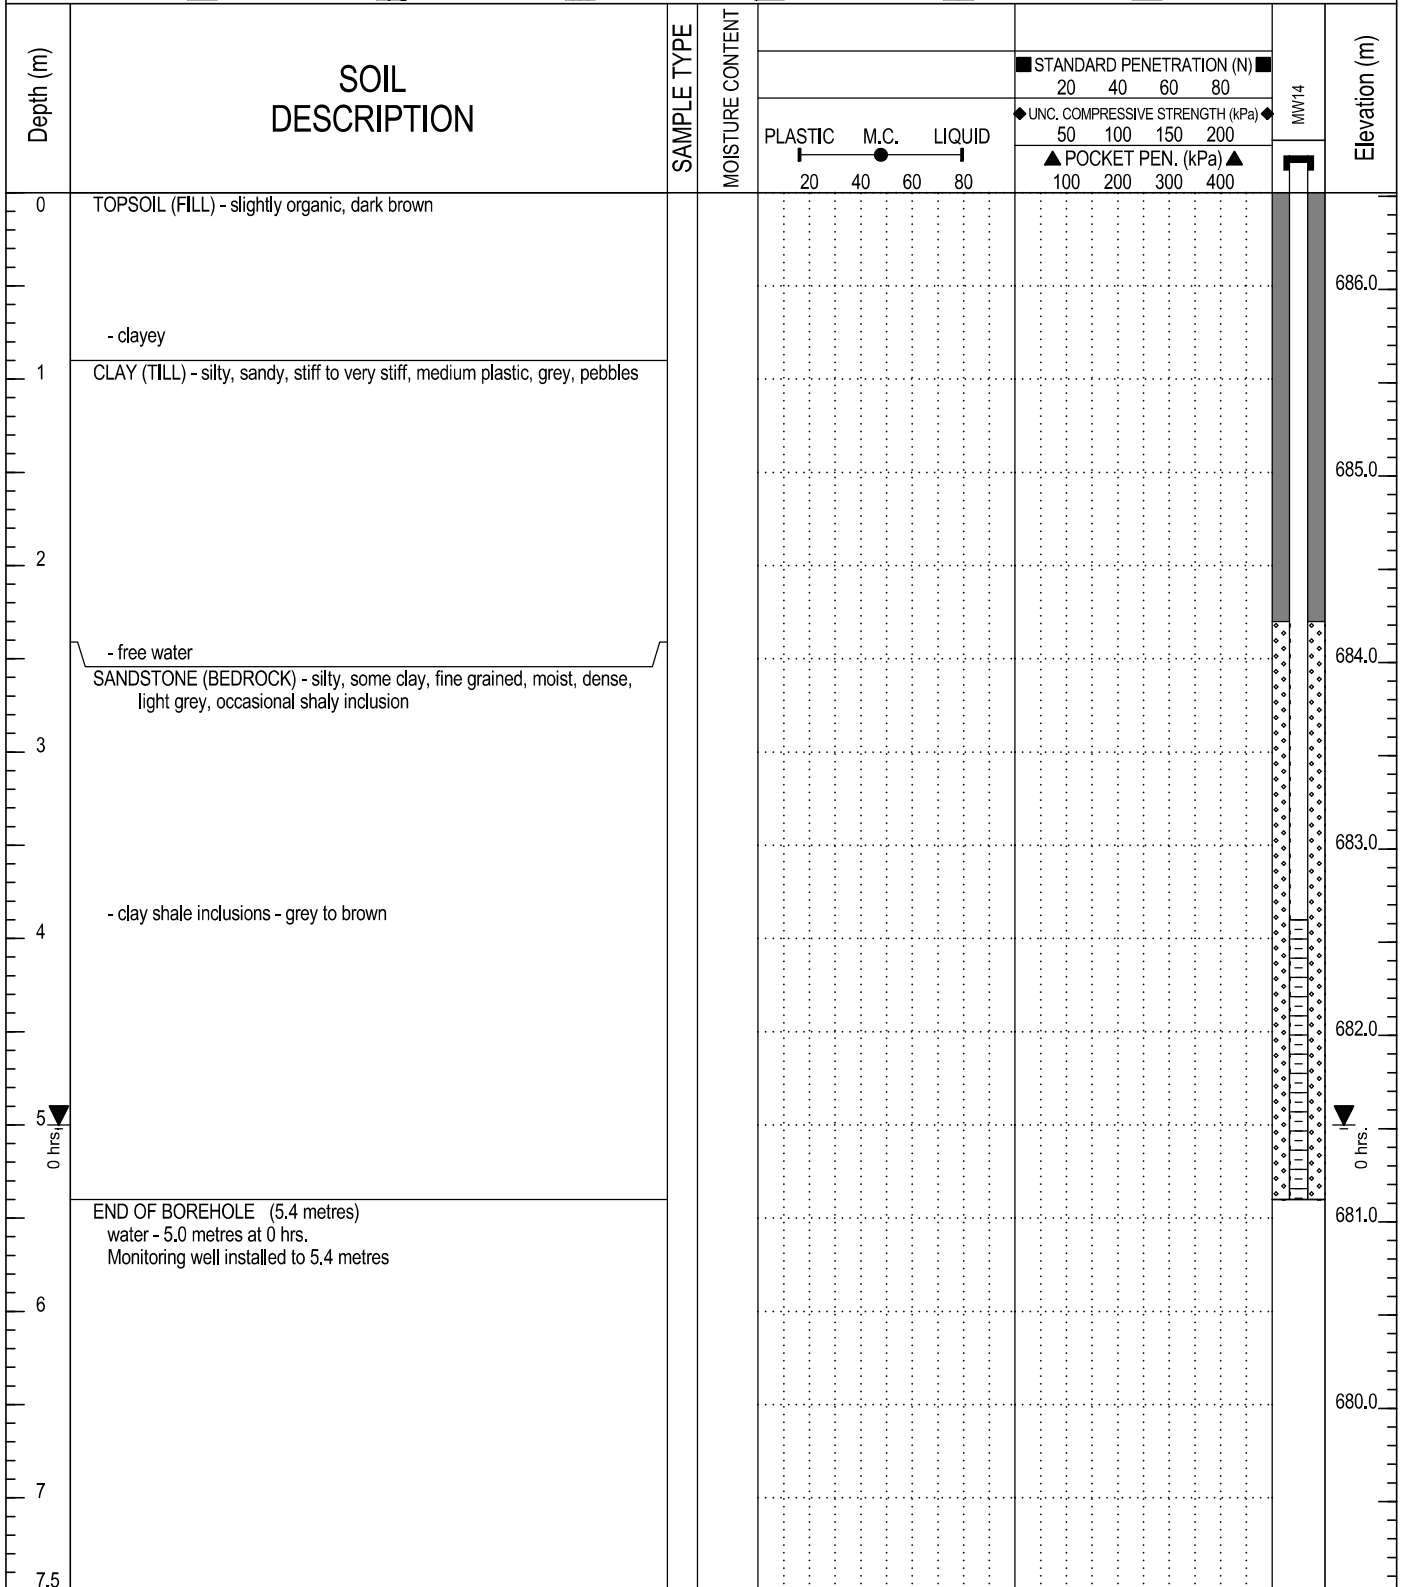 Depth (m)
SOIL
DESCRIPTION
SAMPLE TYPE
MOISTURE CONTENT
PLASTIC M.C. LIQUID
20 40 60 80
■ STANDARD PENETRATION (N) ■
20 40 60 80
◆ UNC. COMPRESSIVE STRENGTH (kPa) ◆
50 100 150 200
▲ POCKET PEN. (kPa) ▲
100 200 300 400
MW14
Elevation (m)
0
TOPSOIL (FILL) - slightly organic, dark brown
686.0
- clayey
1
CLAY (TILL) - silty, sandy, stiff to very stiff, medium plastic, grey, pebbles
685.0
2
- free water
684.0
SANDSTONE (BEDROCK) - silty, some clay, fine grained, moist, dense,
light grey, occasional shaly inclusion
3
683.0
- clay shale inclusions - grey to brown
4
682.0
5
0 hrs.
0 hrs.
END OF BOREHOLE (5.4 metres)
681.0
water - 5.0 metres at 0 hrs.
Monitoring well installed to 5.4 metres
6
680.0
7
7.5